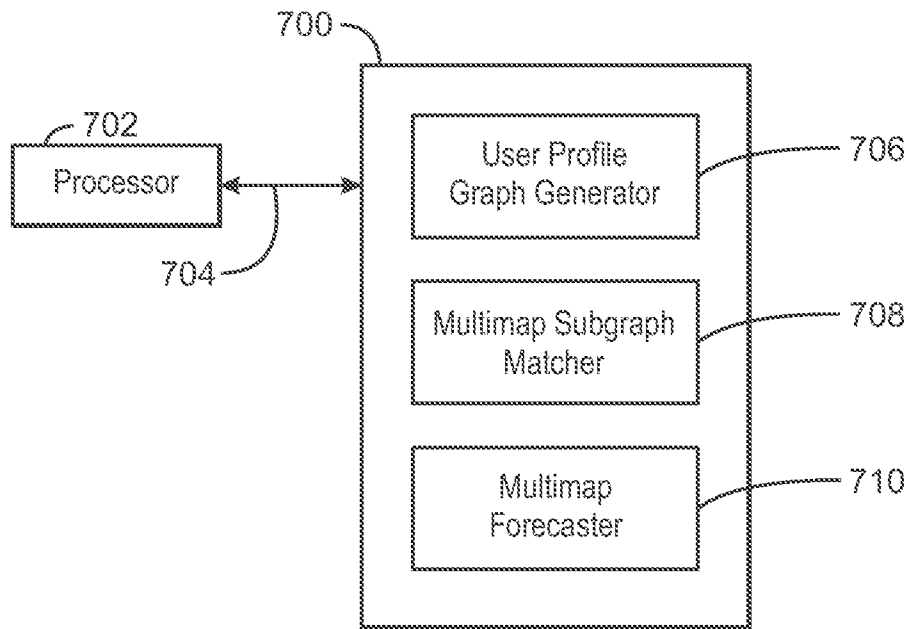 700
702
Processor
704
User Profile
Graph Generator
706
Multimap Subgraph
Matcher
708
Multimap
Forecaster
710